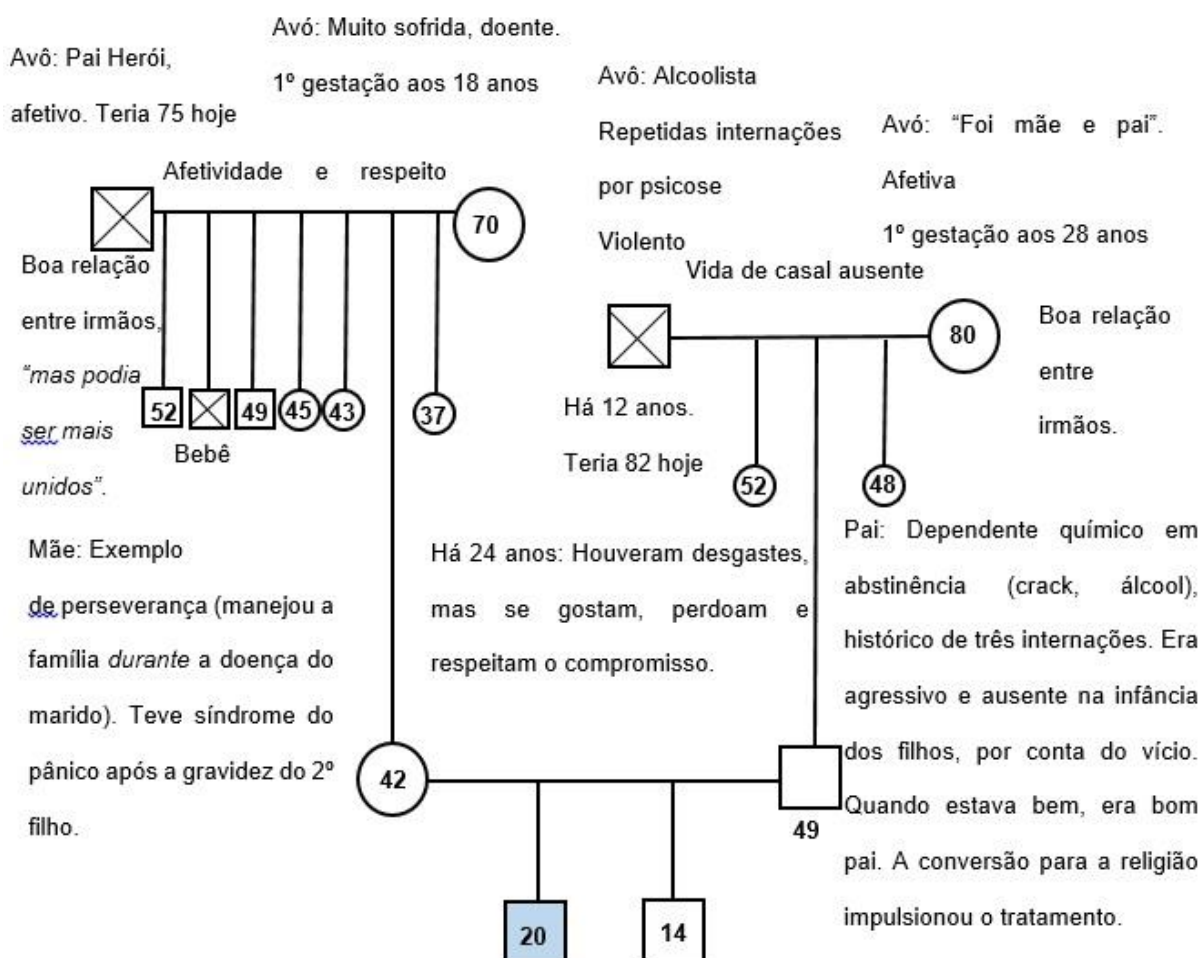 Avó: Muito sofrida, doente.
1º gestação aos 18 anos
Avô: Pai Herói,
afetivo. Teria 75 hoje
Avô: Alcoolista
Repetidas internações
por psicose
Violento
Avó: “Foi mãe e pai”.
Afetiva
1º gestação aos 28 anos
Afetividade e respeito
70
Vida de casal ausente
80
Boa relação
entre irmãos,
“mas podia
ser mais
unidos”.
52
49
45
43
37
Bebê
Há 12 anos.
Teria 82 hoje
52
48
Boa relação
entre
irmãos.
Mãe: Exemplo
de perseverança (manejou a
família durante a doença do
marido). Teve síndrome do
pânico após a gravidez do 2º
filho.
Há 24 anos: Houveram desgastes,
mas se gostam, perdoam e
respeitam o compromisso.
Pai: Dependente químico em
abstinência (crack, álcool),
histórico de três internações. Era
agressivo e ausente na infância
dos filhos, por conta do vício.
Quando estava bem, era bom
pai. A conversão para a religião
impulsionou o tratamento.
42
49
20
14